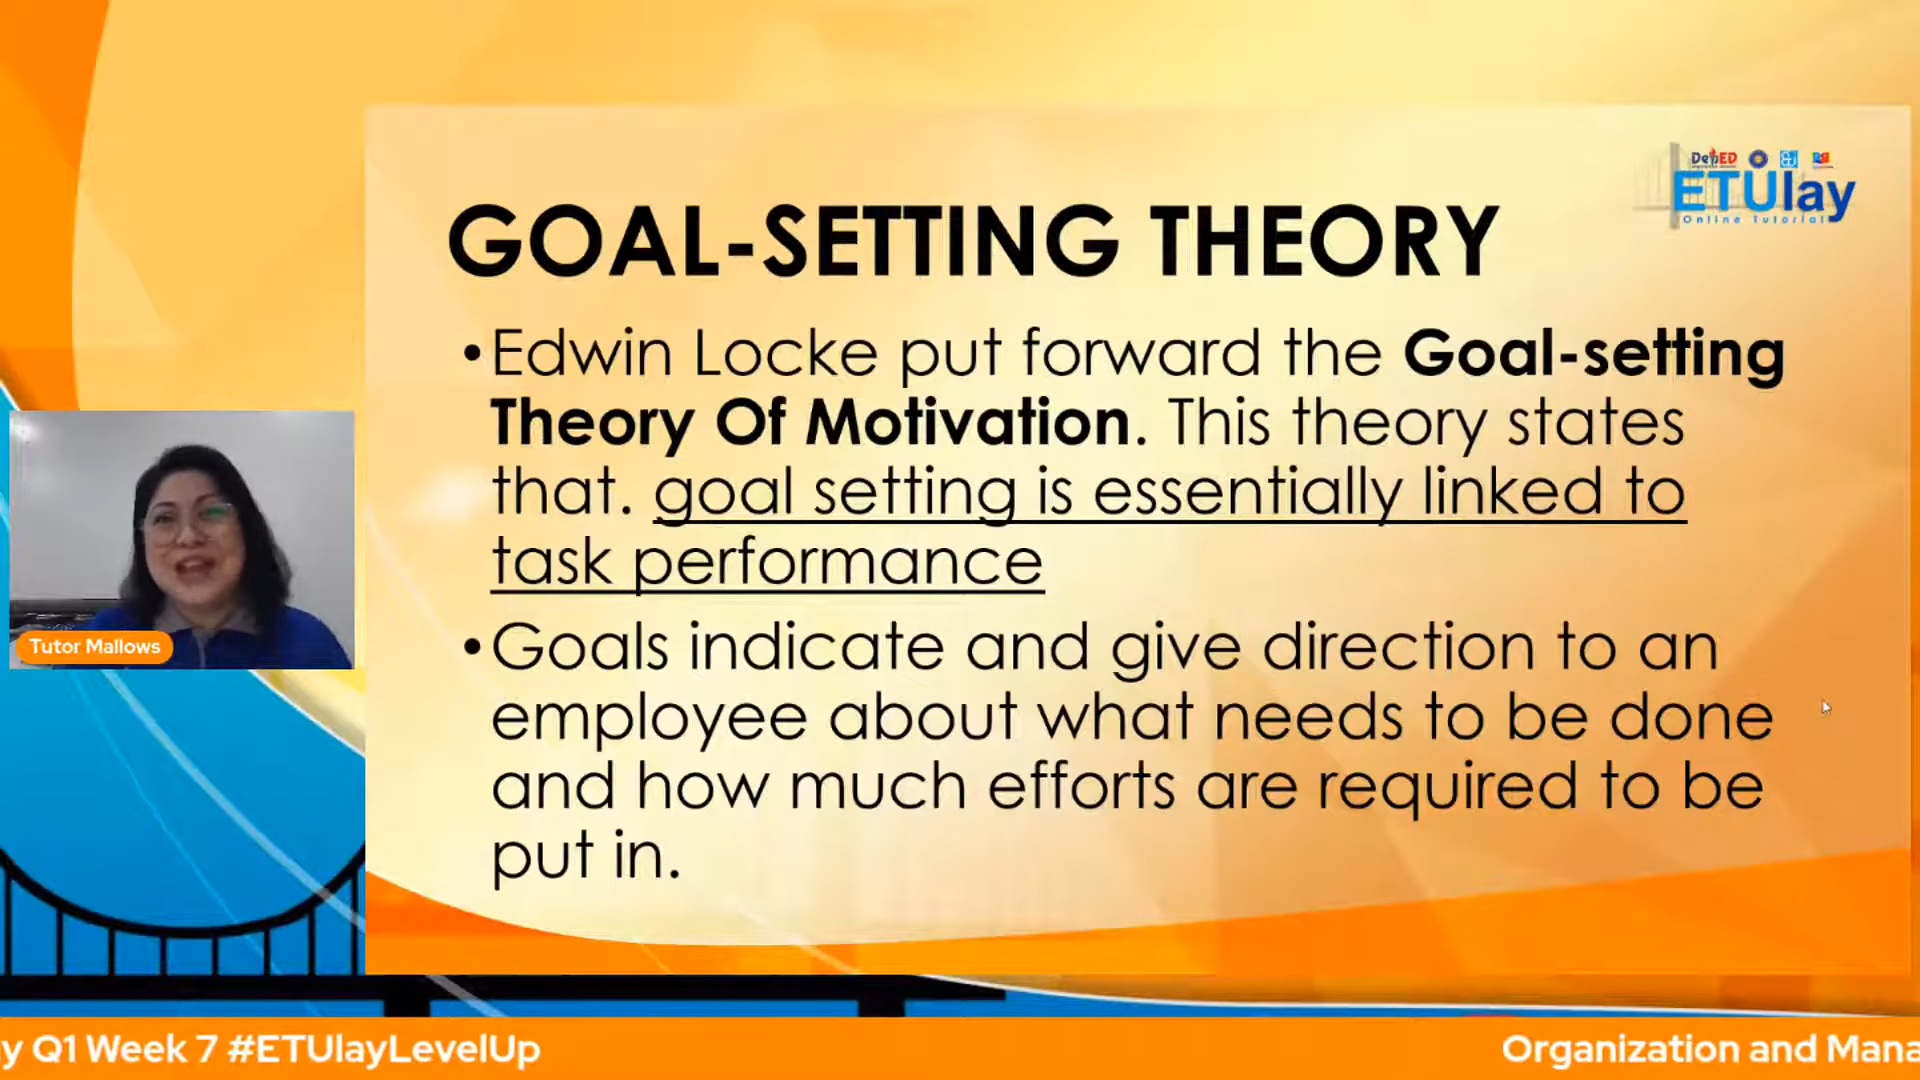 DepED
ETUlay
Online Tutorial
GOAL-SETTING THEORY
•Edwin Locke put forward the Goal-setting
Theory Of Motivation. This theory states
that. goal setting is essentially linked to
task performance
•Goals indicate and give direction to an
employee about what needs to be done
and how much efforts are required to be
put in.
Tutor Mallows
y Q1 Week 7 #ETUlayLevelUp
Organization and Mana